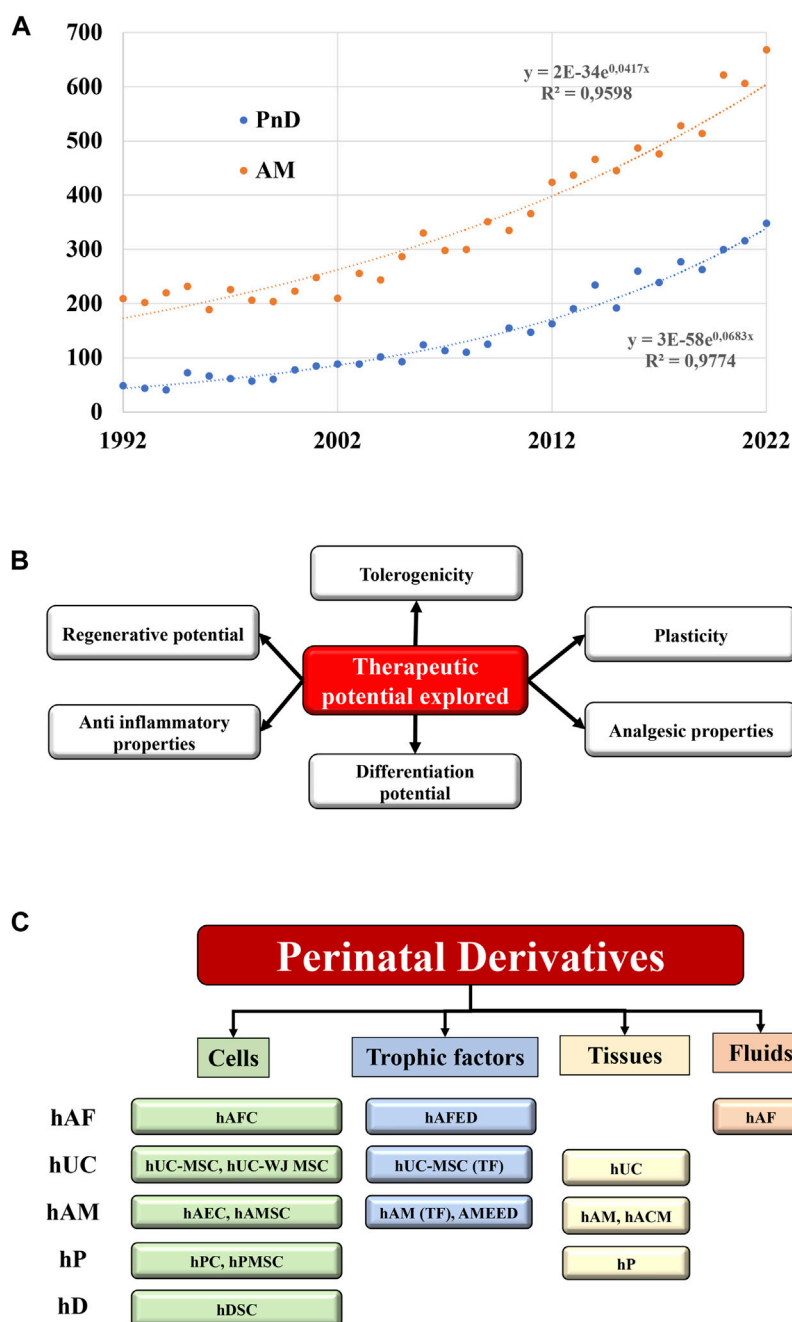 A
700
600
500
400
300
200
100
0
1992
2002
2012
2022
PnD
AM
y = 2E-34e^0,0417x
R² = 0,9598
y = 3E-58e^0,0683x
R² = 0,9774
B
Tolerogenicity
Regenerative potential
Plasticity
Therapeutic
potential explored
Anti inflammatory
properties
Analgesic properties
Differentiation
potential
C
Perinatal Derivatives
Cells
Trophic factors
Tissues
Fluids
hAF
hAFC
hAFED
hAF
hUC
hUC-MSC, hUC-WJ MSC
hUC-MSC (TF)
hUC
hAM
hAEC, hAMSC
hAM (TF), AMEED
hAM, hACM
hP
hPC, hPMSC
hP
hD
hDSC